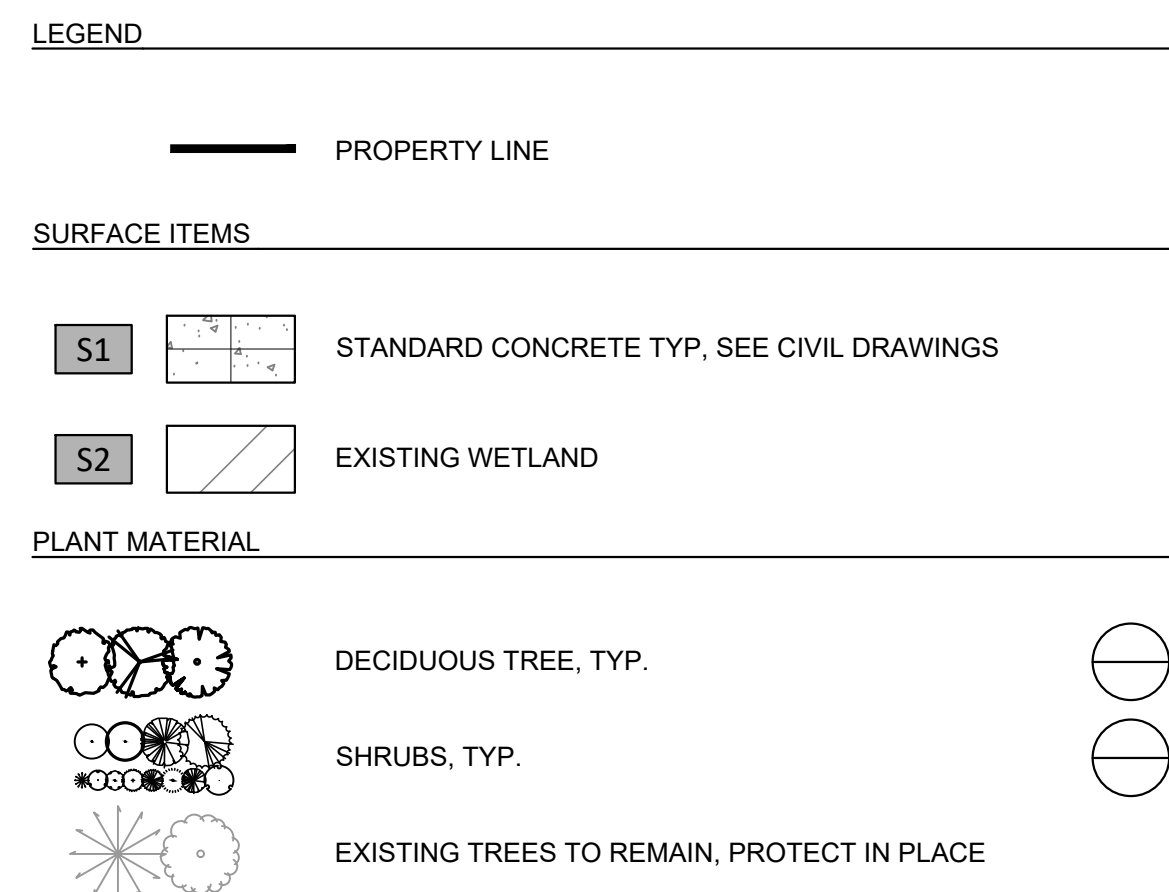 LEGEND
PROPERTY LINE
SURFACE ITEMS
S1 STANDARD CONCRETE TYP, SEE CIVIL DRAWINGS
S2 EXISTING WETLAND
PLANT MATERIAL
DECIDUOUS TREE, TYP.
SHRUBS, TYP.
EXISTING TREES TO REMAIN, PROTECT IN PLACE